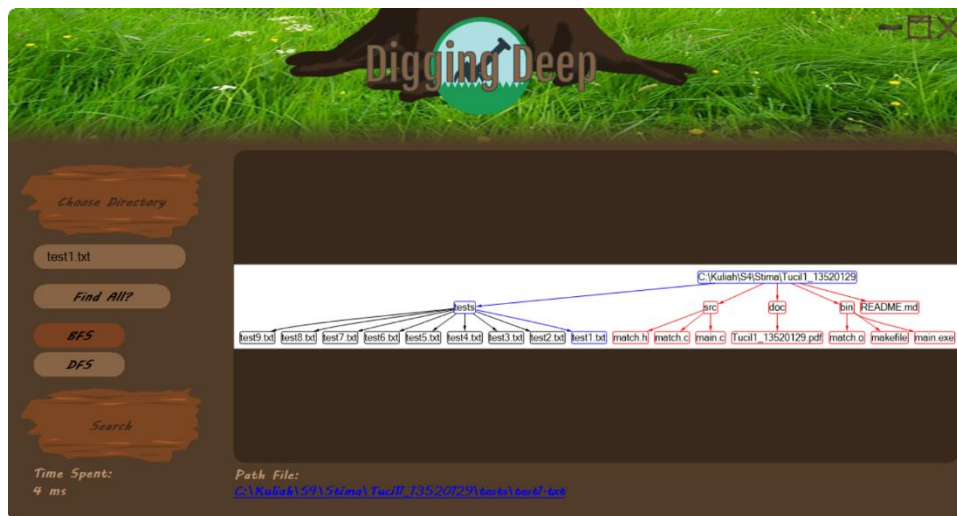 Digging Deep
Choose Directory
test1.txt
Find All?
BFS
DFS
Search
Time Spent:
4 ms
C:\Kuliah\S4\Stima\Tucil1_13520129
tests src doc bin README.md
test9.txt test8.txt test7.txt test6.txt test5.txt test4.txt test3.txt test2.txt test1.txt match.h match.c main.c Tucil1_13520129.pdf match.o makefile main.exe
Path File:
C:\Kuliah\S4\Stima\Tucil1_13520129\tests\test1.txt